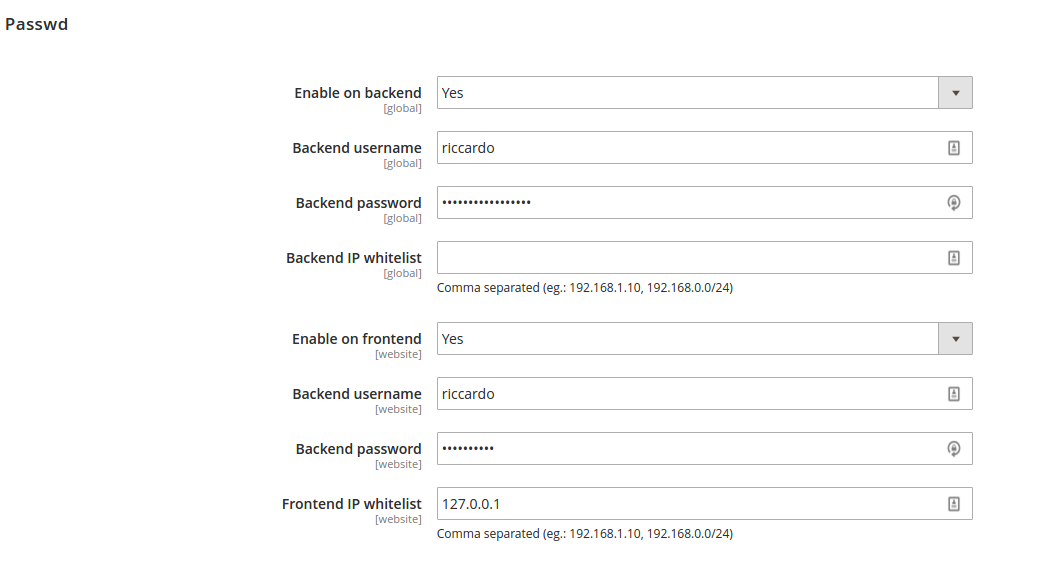 Passwd
Enable on backend Yes
[global]
Backend username riccardo
[global]
Backend password •••••••••••••••••
[global]
Backend IP whitelist
[global]
Comma separated (eg.: 192.168.1.10, 192.168.0.0/24)
Enable on frontend Yes
[website]
Backend username riccardo
[website]
Backend password ••••••••••
[website]
Frontend IP whitelist 127.0.0.1
[website]
Comma separated (eg.: 192.168.1.10, 192.168.0.0/24)